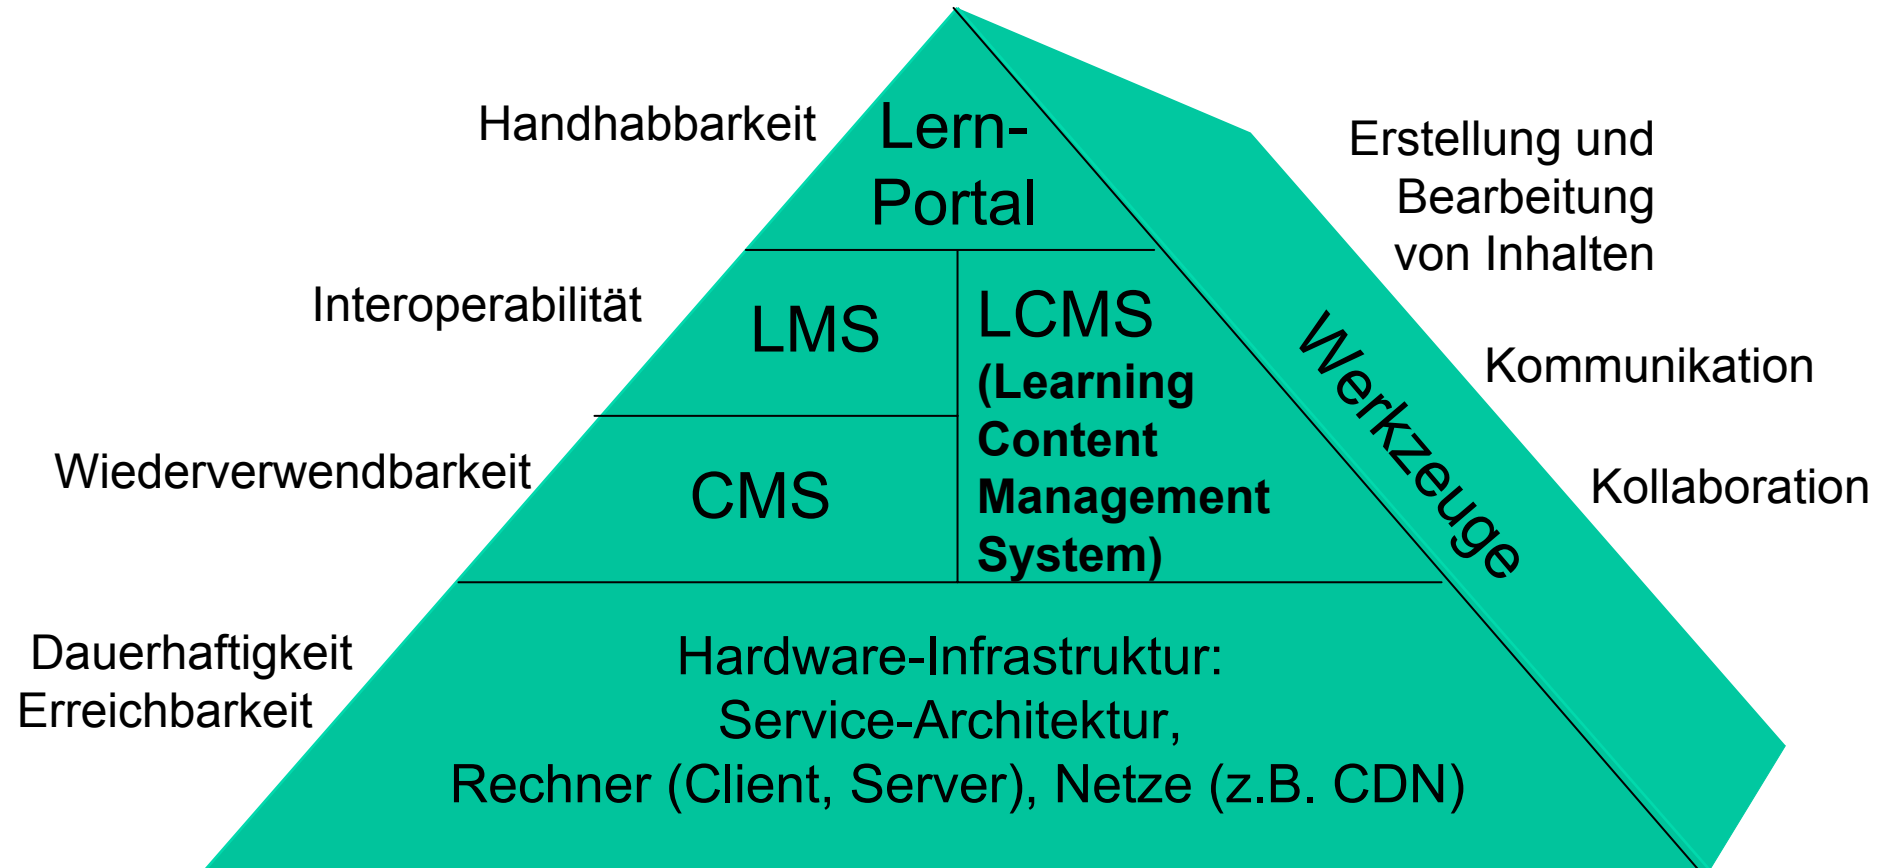 Handhabbarkeit
Lern-
Portal
Erstellung und
Bearbeitung
von Inhalten
Interoperabilität
LMS
LCMS
(Learning
Content
Management
System)
Werkzeuge
Kommunikation
Wiederverwendbarkeit
CMS
Kollaboration
Dauerhaftigkeit
Erreichbarkeit
Hardware-Infrastruktur:
Service-Architektur,
Rechner (Client, Server), Netze (z.B. CDN)